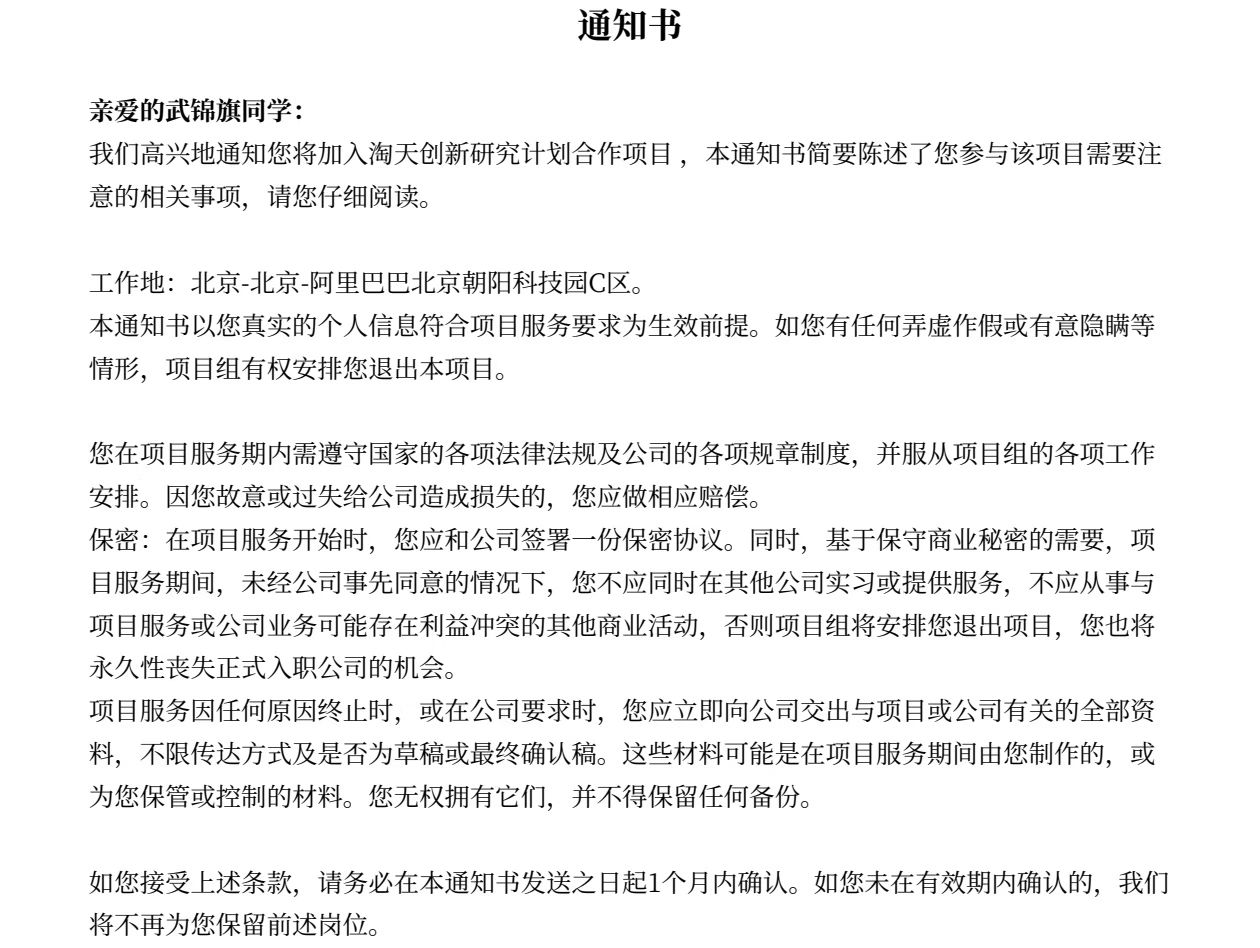 通知书
亲爱的武锦旗同学：
我们高兴地通知您将加入淘天创新研究计划合作项目 ，本通知书简要陈述了您参与该项目需要注
意的相关事项，请您仔细阅读。
工作地：北京-北京-阿里巴巴北京朝阳科技园C区。
本通知书以您真实的个人信息符合项目服务要求为生效前提。如您有任何弄虚作假或有意隐瞒等
情形，项目组有权安排您退出本项目。
您在项目服务期内需遵守国家的各项法律法规及公司的各项规章制度，并服从项目组的各项工作
安排。因您故意或过失给公司造成损失的，您应做相应赔偿。
保密：在项目服务开始时，您应和公司签署一份保密协议。同时，基于保守商业秘密的需要，项
目服务期间，未经公司事先同意的情况下，您不应同时在其他公司实习或提供服务，不应从事与
项目服务或公司业务可能存在利益冲突的其他商业活动，否则项目组将安排您退出项目，您也将
永久性丧失正式入职公司的机会。
项目服务因任何原因终止时，或在公司要求时，您应立即向公司交出与项目或公司有关的全部资
料，不限传达方式及是否为草稿或最终确认稿。这些材料可能是在项目服务期间由您制作的，或
为您保管或控制的材料。您无权拥有它们，并不得保留任何备份。
如您接受上述条款，请务必在本通知书发送之日起1个月内确认。如您未在有效期内确认的，我们
将不再为您保留前述岗位。